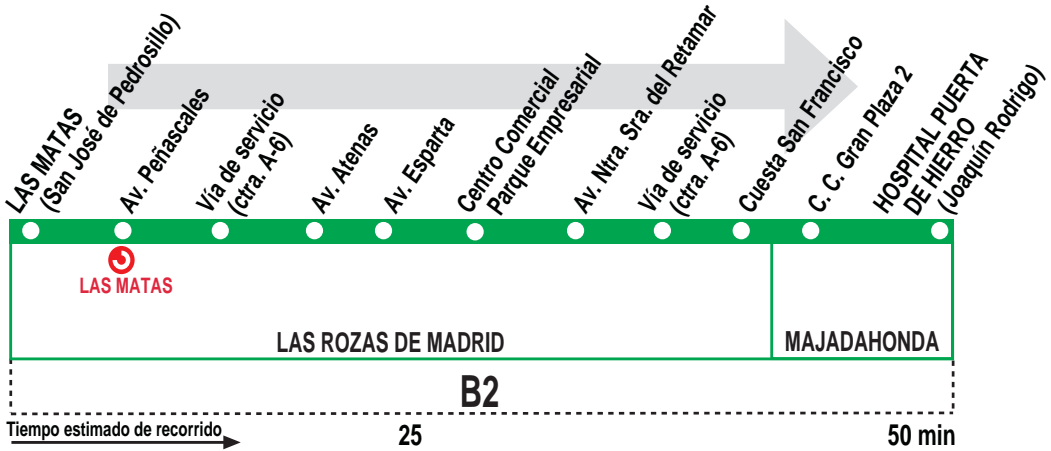 LAS MATAS
(San José de Pedrosillo)
Av. Peñascales
Vía de servicio
(ctra. A-6)
Av. Atenas
Av. Esparta
Centro Comercial
Parque Empresarial
Av. Ntra. Sra. del Retamar
Vía de servicio
(ctra. A-6)
Cuesta San Francisco
C. C. Gran Plaza 2
HOSPITAL PUERTA
DE HIERRO
(Joaquín Rodrigo)
LAS MATAS
LAS ROZAS DE MADRID
MAJADAHONDA
B2
Tiempo estimado de recorrido
25
50 min